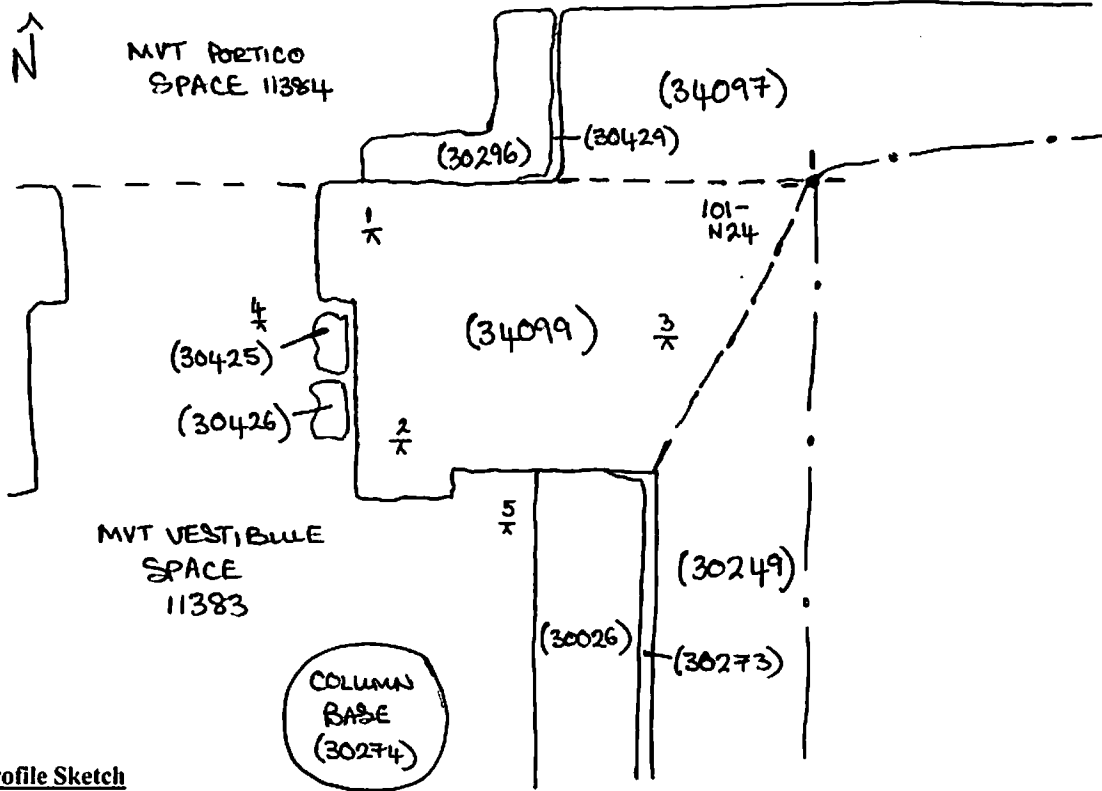 N
MVT PORTICO
SPACE 11384
(34097)
(30296)
(30429)
1
101-
N24
4
(30425)
(34099)
3
(30426)
2
5
MVT VESTIBULE
SPACE
11383
(30249)
(30026)
(30273)
COLUMN
BASE
(30274)
rofile Sketch